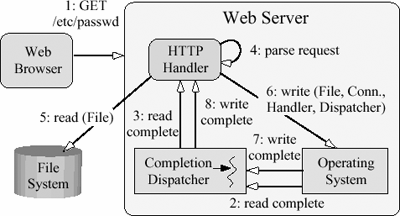 1: GET
/etc/passwd
Web Server
Web
Browser
HTTP
Handler
4: parse request
5: read (File)
3: read
complete
8: write
complete
6: write (File, Conn.,
Handler, Dispatcher)
7: write
complete
File
System
Completion
Dispatcher
Operating
System
2: read complete